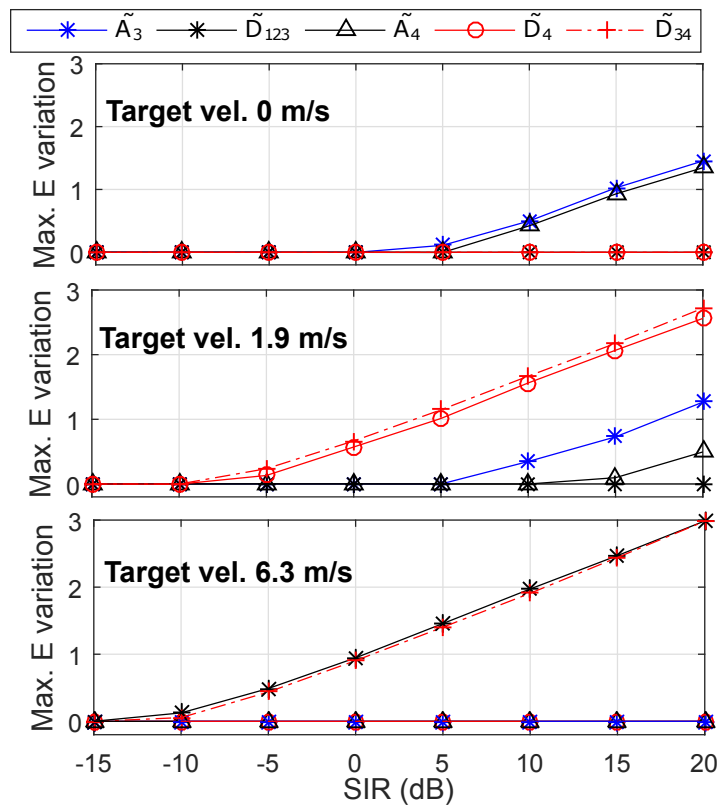 Ã₃ D̃₁₂₃ Ã₄ D̃₄ D̃₃₄
Target vel. 0 m/s
Max. E variation
3
2
1
0
Target vel. 1.9 m/s
Max. E variation
3
2
1
0
Target vel. 6.3 m/s
Max. E variation
3
2
1
0
-15 -10 -5 0 5 10 15 20
SIR (dB)